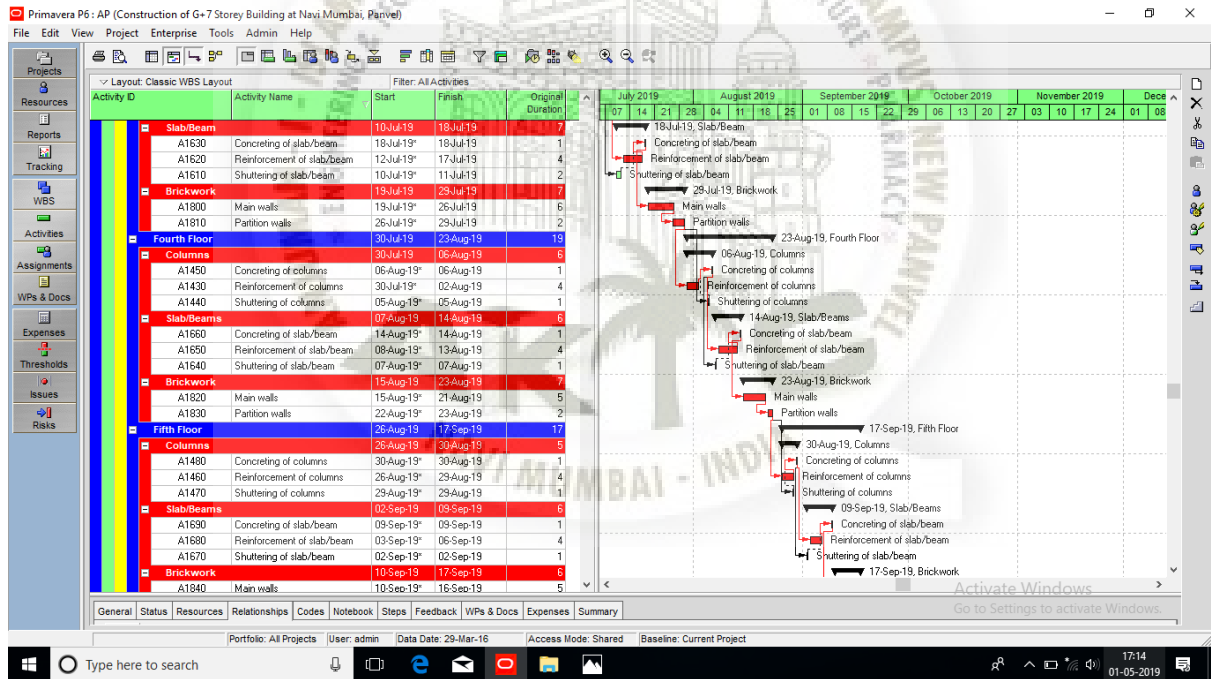 Primavera P6 : AP (Construction of G+7 Storey Building at Navi Mumbai, Panvel)
File Edit View Project Enterprise Tools Admin Help
Projects
Resources
Reports
Tracking
WBS
Activities
Assignments
WPs & Docs
Expenses
Thresholds
Issues
Risks
Layout: Classic WBS Layout Filter: All Activities
Activity ID Activity Name Start Finish Original Duration
July 2019 August 2019 September 2019 October 2019 November 2019 Dece
07 14 21 28 04 11 18 25 01 08 15 22 29 06 13 20 27 03 10 17 24 01 08
Slab/Beam 10-Jul-19 18-Jul-19 7 18-Jul-19, Slab/Beam
A1630 Concreting of slab/beam 18-Jul-19* 18-Jul-19 1 Concreting of slab/beam
A1620 Reinforcement of slab/beam 12-Jul-19* 17-Jul-19 4 Reinforcement of slab/beam
A1610 Shuttering of slab/beam 10-Jul-19* 11-Jul-19 2 Shuttering of slab/beam
Brickwork 19-Jul-19 29-Jul-19 7 29-Jul-19, Brickwork
A1800 Main walls 19-Jul-19* 26-Jul-19 6 Main walls
A1810 Partition walls 26-Jul-19* 29-Jul-19 2 Partition walls
Fourth Floor 30-Jul-19 23-Aug-19 19 23-Aug-19, Fourth Floor
Columns 30-Jul-19 06-Aug-19 6 06-Aug-19, Columns
A1450 Concreting of columns 06-Aug-19* 06-Aug-19 1 Concreting of columns
A1430 Reinforcement of columns 30-Jul-19* 02-Aug-19 4 Reinforcement of columns
A1440 Shuttering of columns 05-Aug-19* 05-Aug-19 1 Shuttering of columns
Slab/Beams 07-Aug-19 14-Aug-19 6 14-Aug-19, Slab/Beams
A1660 Concreting of slab/beam 14-Aug-19* 14-Aug-19 1 Concreting of slab/beam
A1650 Reinforcement of slab/beam 08-Aug-19* 13-Aug-19 4 Reinforcement of slab/beam
A1640 Shuttering of slab/beam 07-Aug-19* 07-Aug-19 1 Shuttering of slab/beam
Brickwork 15-Aug-19 23-Aug-19 7 23-Aug-19, Brickwork
A1820 Main walls 15-Aug-19* 21-Aug-19 5 Main walls
A1830 Partition walls 22-Aug-19* 23-Aug-19 2 Partition walls
Fifth Floor 26-Aug-19 17-Sep-19 17 17-Sep-19, Fifth Floor
Columns 26-Aug-19 30-Aug-19 5 30-Aug-19, Columns
A1480 Concreting of columns 30-Aug-19* 30-Aug-19 1 Concreting of columns
A1460 Reinforcement of columns 26-Aug-19* 29-Aug-19 4 Reinforcement of columns
A1470 Shuttering of columns 29-Aug-19* 29-Aug-19 1 Shuttering of columns
Slab/Beams 02-Sep-19 09-Sep-19 6 09-Sep-19, Slab/Beams
A1690 Concreting of slab/beam 09-Sep-19* 09-Sep-19 1 Concreting of slab/beam
A1680 Reinforcement of slab/beam 03-Sep-19* 06-Sep-19 4 Reinforcement of slab/beam
A1670 Shuttering of slab/beam 02-Sep-19* 02-Sep-19 1 Shuttering of slab/beam
Brickwork 10-Sep-19 17-Sep-19 6 17-Sep-19, Brickwork
A1840 Main walls 10-Sep-19* 16-Sep-19 5
NAVI MUMBAI - INDIA
NEW PANVEL
AKTC
Activate Windows
Go to Settings to activate Windows.
General Status Resources Relationships Codes Notebook Steps Feedback WPs & Docs Expenses Summary
Portfolio: All Projects User: admin Data Date: 29-Mar-16 Access Mode: Shared Baseline: Current Project
Type here to search
17:14
01-05-2019